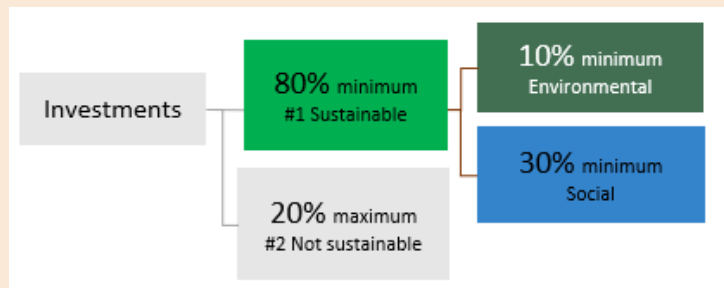 Investments
80% minimum
#1 Sustainable
20% maximum
#2 Not sustainable
10% minimum
Environmental
30% minimum
Social